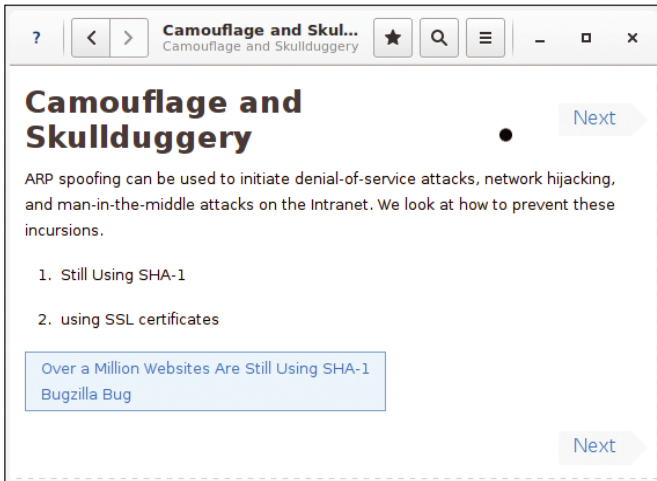 ?
Camouflage and Skul...
Camouflage and Skullduggery
Camouflage and
Skullduggery
Next
ARP spoofing can be used to initiate denial-of-service attacks, network hijacking,
and man-in-the-middle attacks on the Intranet. We look at how to prevent these
incursions.
1. Still Using SHA-1
2. using SSL certificates
Over a Million Websites Are Still Using SHA-1
Bugzilla Bug
Next